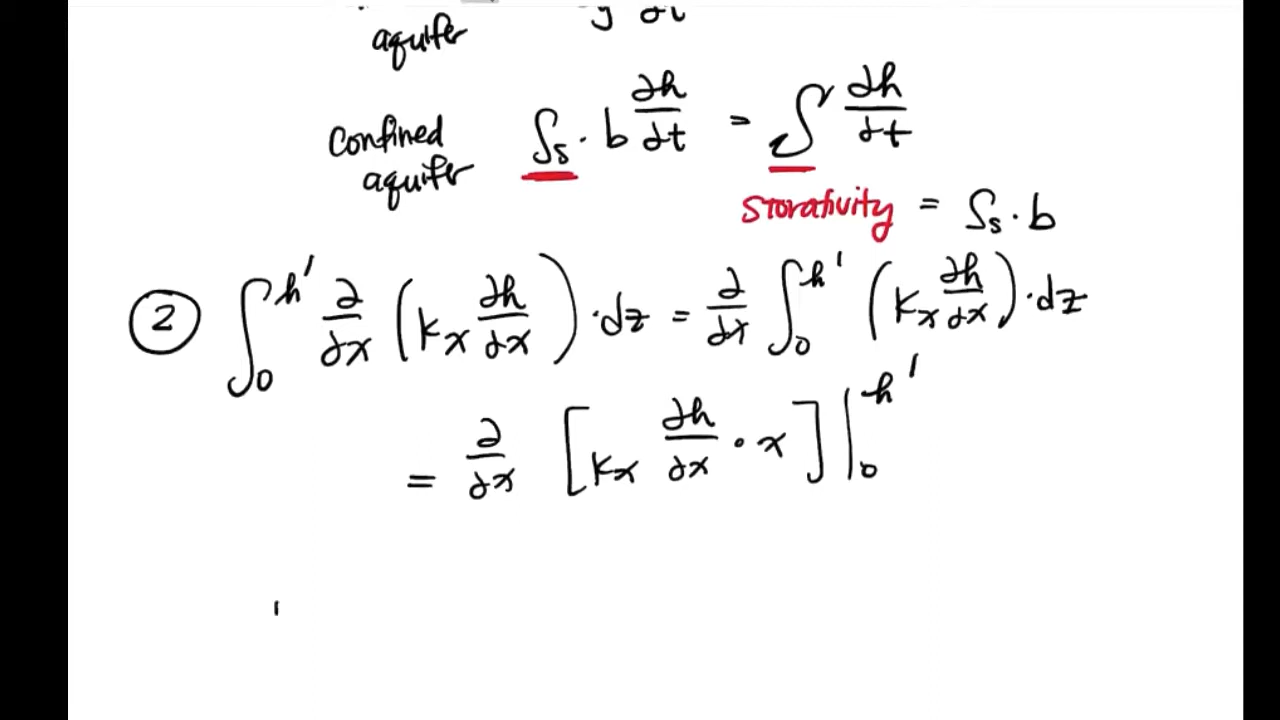 aquifer
Confined aquifer Sₛ · b ∂h/∂t = S ∂h/∂t
storativity = Sₛ · b
② ∫₀^h' ∂/∂x (Kx ∂h/∂x) · dz = ∂/∂x ∫₀^h' (Kx ∂h/∂x) · dz
= ∂/∂x [Kx ∂h/∂x · x] |₀^h'